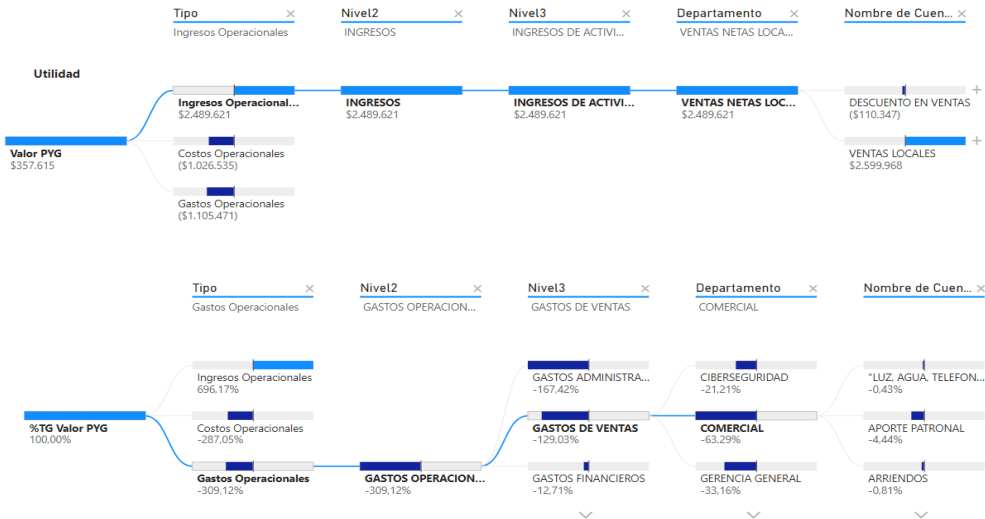 Tipo
Ingresos Operacionales
Nivel2
INGRESOS
Nivel3
INGRESOS DE ACTIVI...
Departamento
VENTAS NETAS LOCA...
Nombre de Cuen...
Utilidad
Valor PYG
$357.615
Ingresos Operacional...
$2.489.621
Costos Operacionales
($1.026.535)
Gastos Operacionales
($1.105.471)
INGRESOS
$2.489.621
INGRESOS DE ACTIVI...
$2.489.621
VENTAS NETAS LOC...
$2.489.621
DESCUENTO EN VENTAS
($110.347)
VENTAS LOCALES
$2.599.968
Tipo
Gastos Operacionales
Nivel2
GASTOS OPERACION...
Nivel3
GASTOS DE VENTAS
Departamento
COMERCIAL
Nombre de Cuen...
%TG Valor PYG
100,00%
Ingresos Operacionales
696,17%
Costos Operacionales
-287,05%
Gastos Operacionales
-309,12%
GASTOS OPERACION...
-309,12%
GASTOS ADMINISTRA...
-167,42%
GASTOS DE VENTAS
-129,03%
GASTOS FINANCIEROS
-12,71%
CIBERSEGURIDAD
-21,21%
COMERCIAL
-63,29%
GERENCIA GENERAL
-33,16%
"LUZ, AGUA, TELEFON...
-0,43%
APORTE PATRONAL
-4,44%
ARRIENDOS
-0,81%